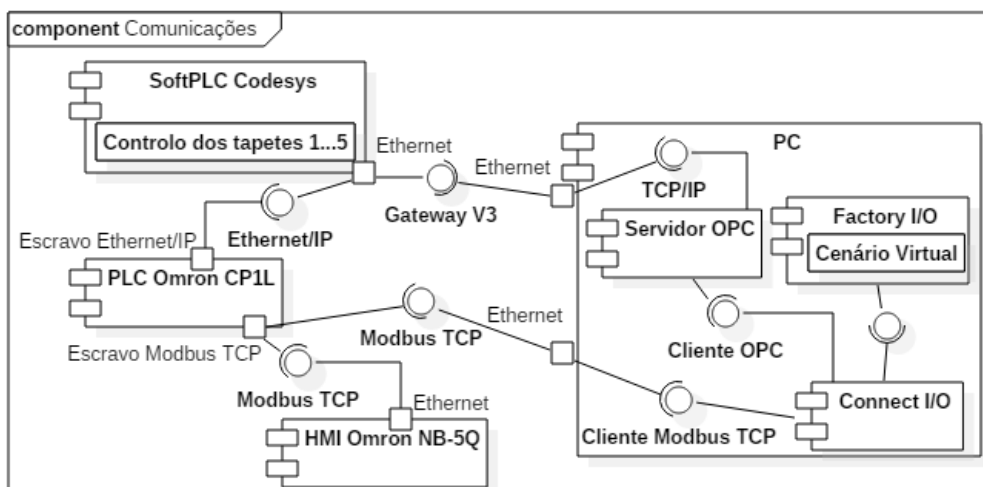 component Comunicações
SoftPLC Codesys
Controlo dos tapetes 1...5
Ethernet
Ethernet
PC
Gateway V3
TCP/IP
Factory I/O
Cenário Virtual
Servidor OPC
Escravo Ethernet/IP
Ethernet/IP
PLC Omron CP1L
Ethernet
Modbus TCP
Escravo Modbus TCP
Cliente OPC
Modbus TCP
Ethernet
Connect I/O
Cliente Modbus TCP
HMI Omron NB-5Q